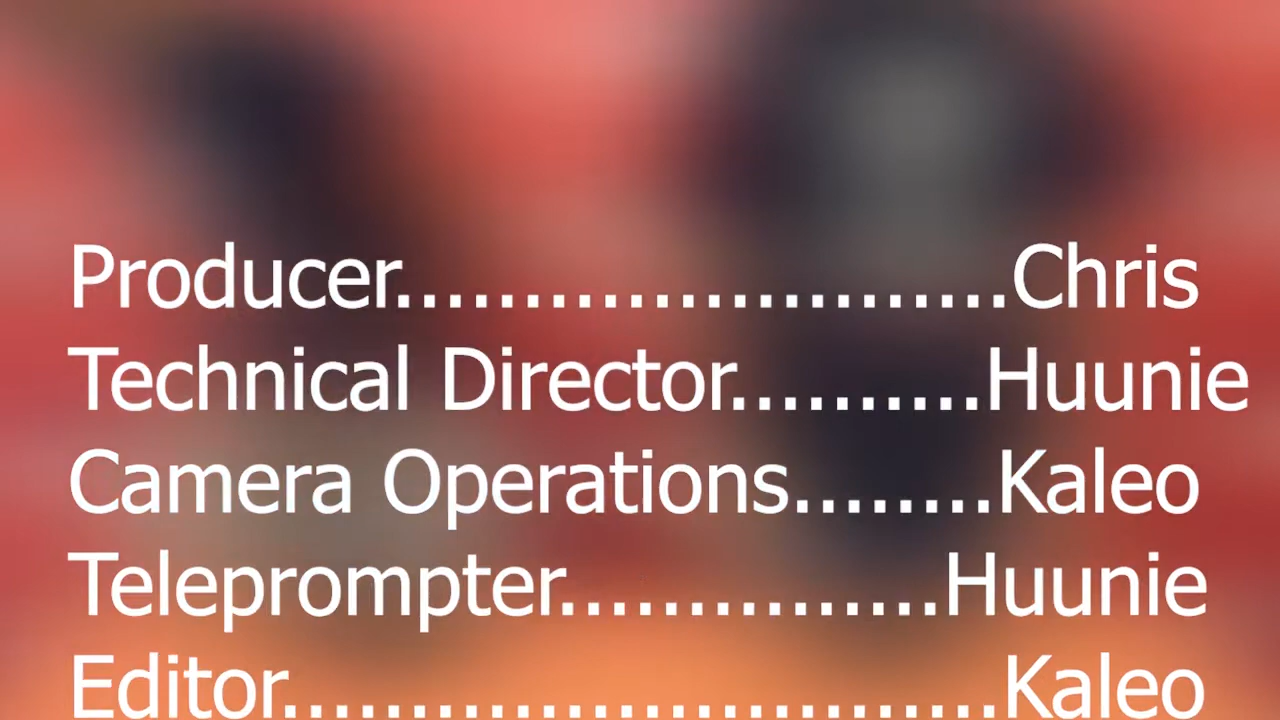 Producer........................Chris
Technical Director..........Huunie
Camera Operations........Kaleo
Teleprompter...............Huunie
Editor............................Kaleo